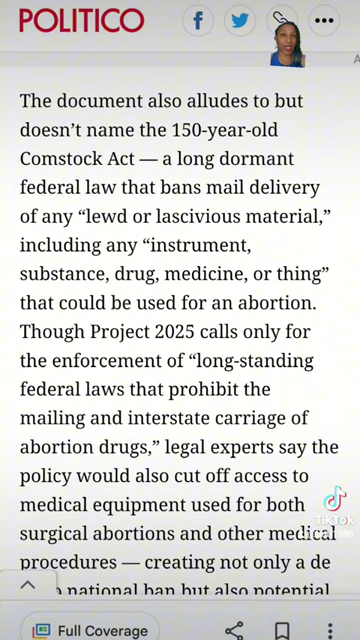 POLITICO
The document also alludes to but
doesn't name the 150-year-old
Comstock Act — a long dormant
federal law that bans mail delivery
of any “lewd or lascivious material,”
including any “instrument,
substance, drug, medicine, or thing”
that could be used for an abortion.
Though Project 2025 calls only for
the enforcement of “long-standing
federal laws that prohibit the
mailing and interstate carriage of
abortion drugs,” legal experts say the
policy would also cut off access to
medical equipment used for both
surgical abortions and other medical
procedures — creating not only a de
national ban but also potential
TikTok
Full Coverage